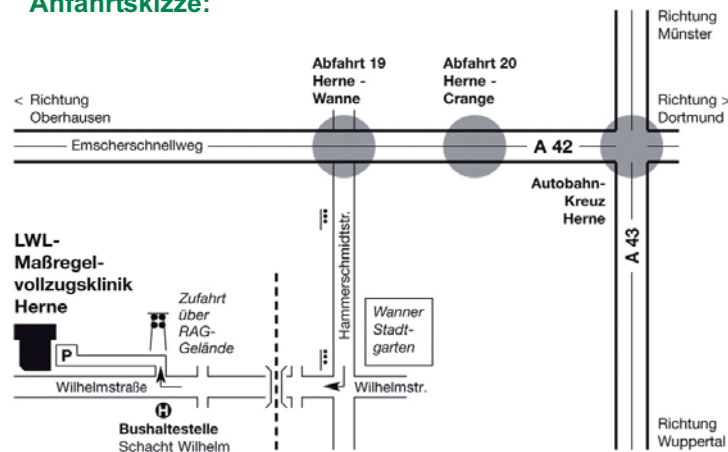 Anfahrtskizze:
Richtung
Münster
Abfahrt 19
Herne -
Wanne
Abfahrt 20
Herne -
Crange
< Richtung
Oberhausen
Richtung >
Dortmund
Emscherschnellweg
A 42
Autobahn-
Kreuz
Herne
A 43
LWL-
Maßregel-
vollzugsklinik
Herne
Hammerschmidtstr.
Zufahrt
über
RAG-
Gelände
Wanner
Stadt-
garten
P
Wilhelmstraße
Wilhelmstr.
H
Bushaltestelle
Schacht Wilhelm
Richtung
Wuppertal